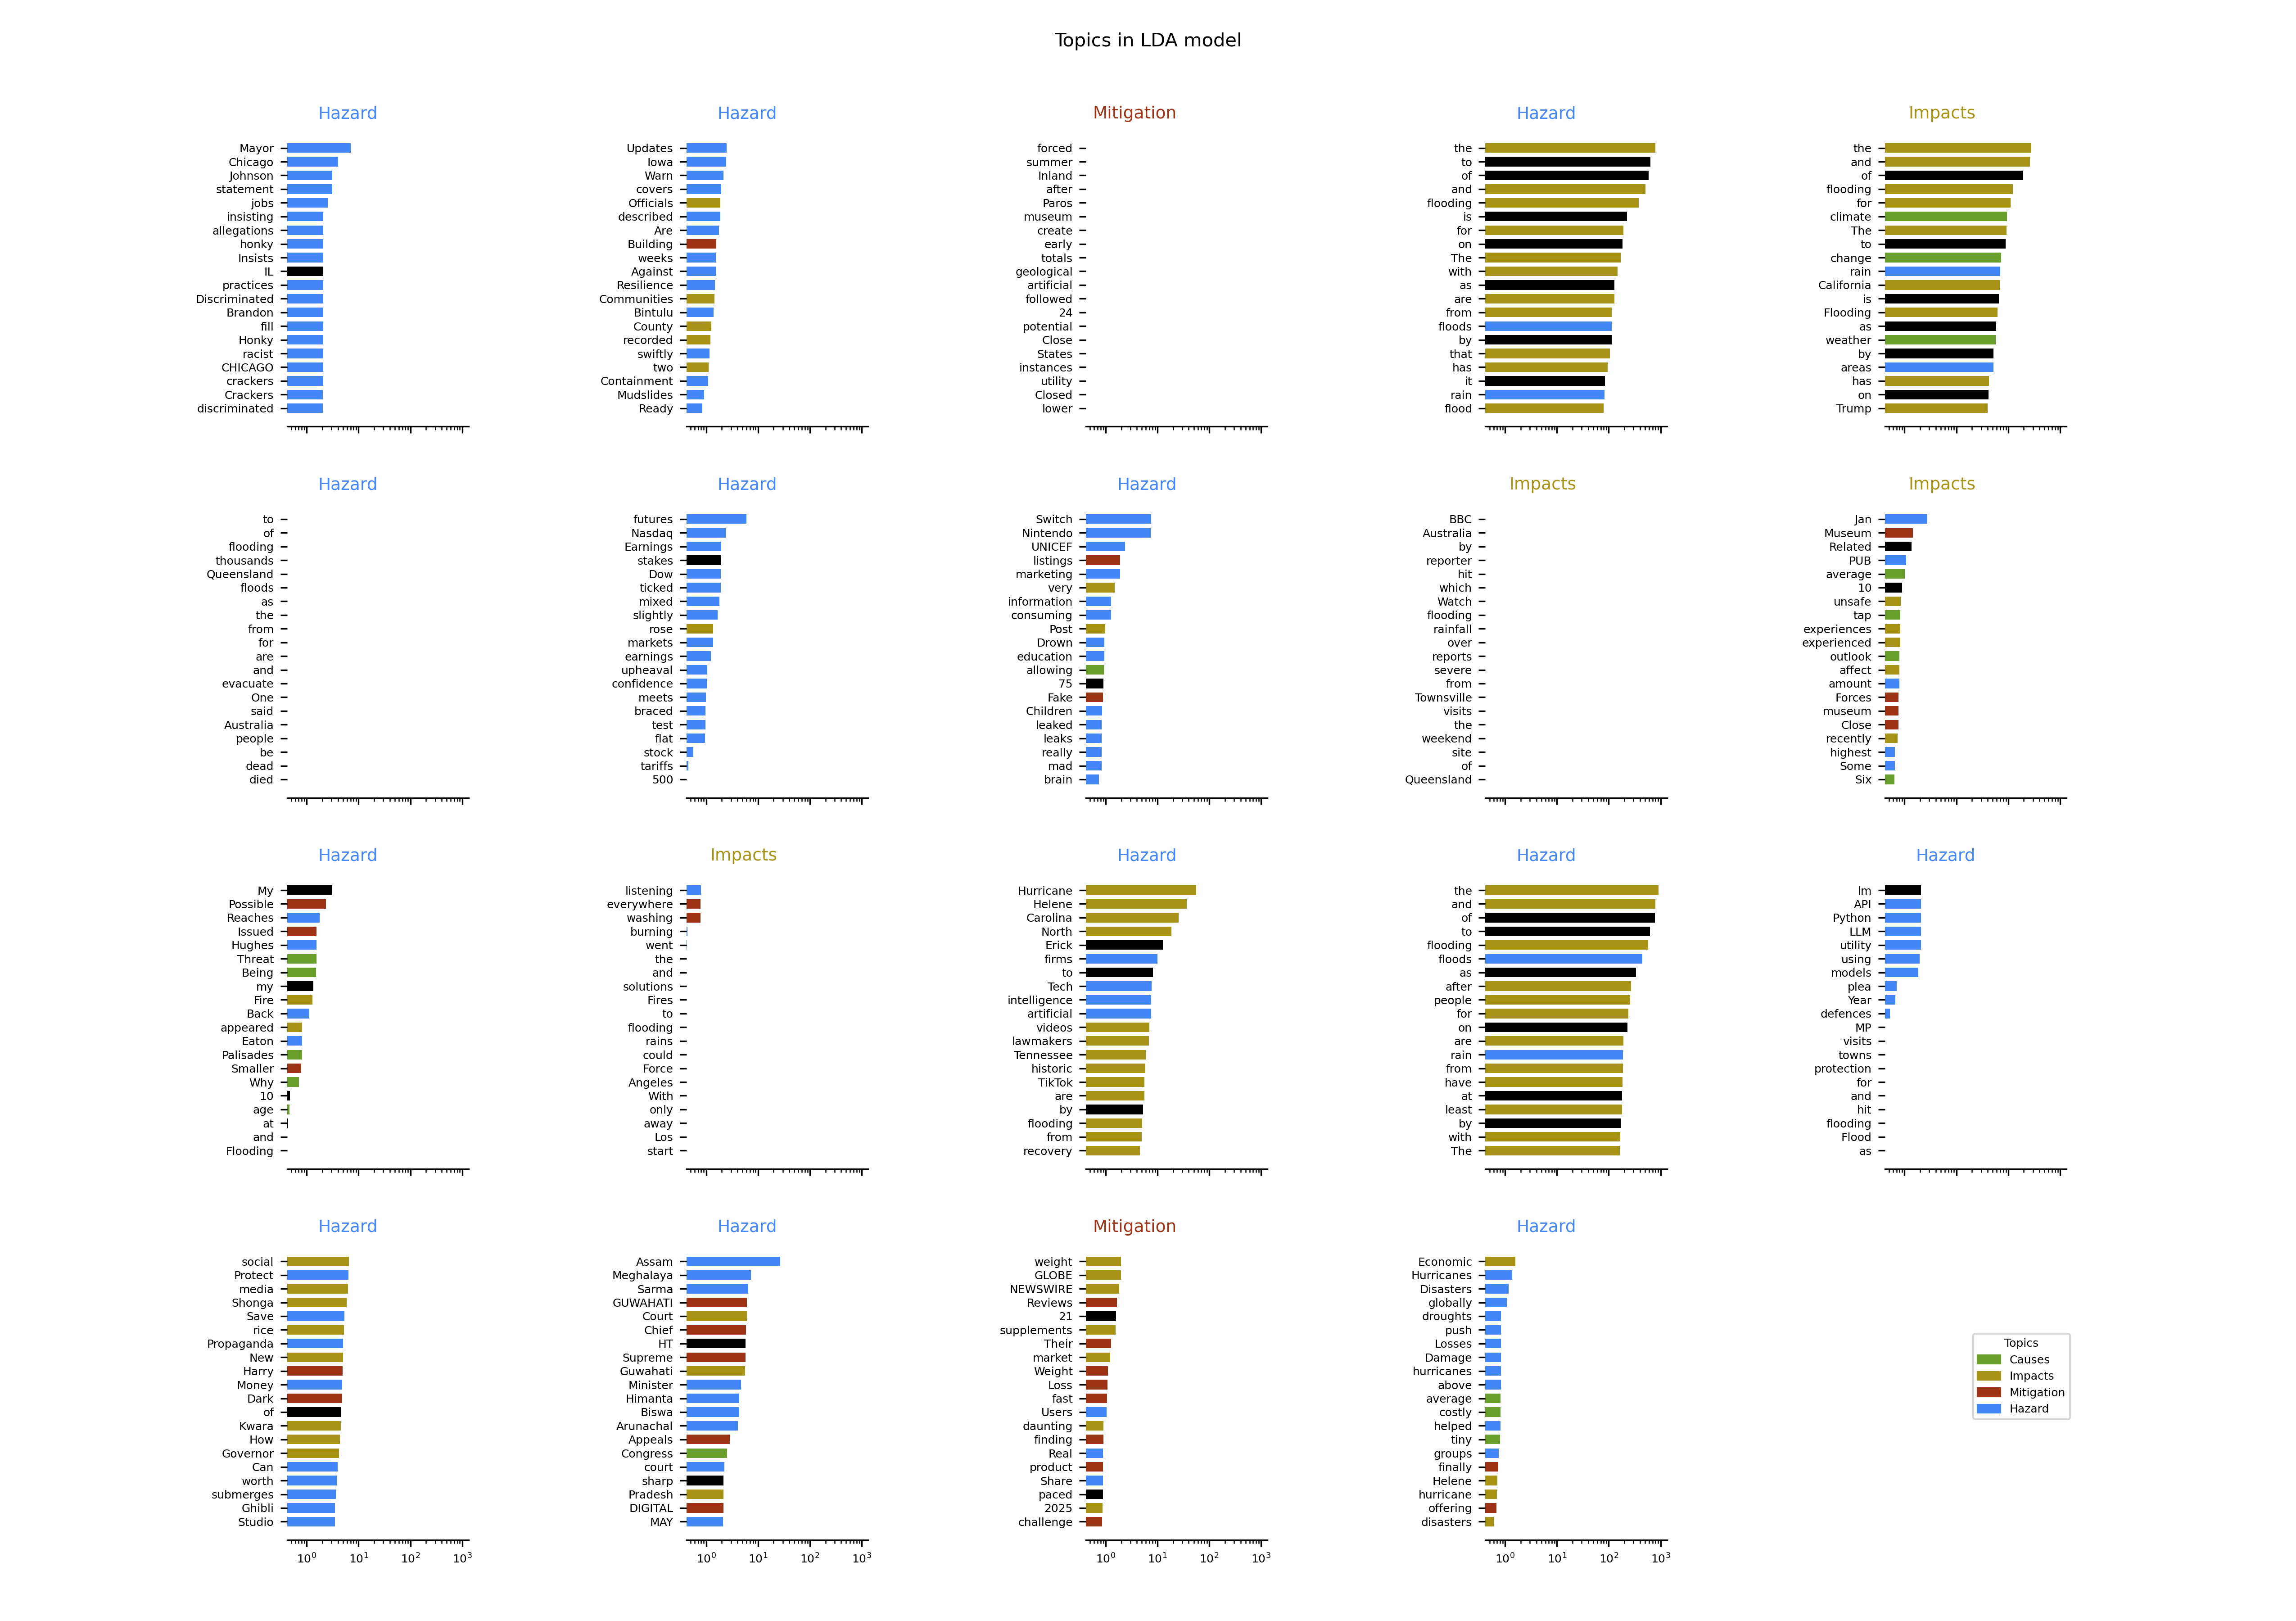 Topics in LDA model
Hazard
Mayor
Chicago
Johnson
statement
jobs
insisting
allegations
honky
Insists
IL
practices
Discriminated
Brandon
fill
Honky
racist
CHICAGO
crackers
Crackers
discriminated
Hazard
Updates
Iowa
Warn
covers
Officials
described
Are
Building
weeks
Against
Resilience
Communities
Bintulu
County
recorded
swiftly
two
Containment
Mudslides
Ready
Mitigation
forced
summer
Inland
after
Paros
museum
create
early
totals
geological
artificial
followed
24
potential
Close
States
instances
utility
Closed
lower
Hazard
the
to
of
and
flooding
is
for
on
The
with
as
are
from
floods
by
that
has
it
rain
flood
Impacts
the
and
of
flooding
for
climate
The
to
change
rain
California
is
Flooding
as
weather
by
areas
has
on
Trump
Hazard
to
of
flooding
thousands
Queensland
floods
as
the
from
for
are
and
evacuate
One
said
Australia
people
be
dead
died
Hazard
futures
Nasdaq
Earnings
stakes
Dow
ticked
mixed
slightly
rose
markets
earnings
upheaval
confidence
meets
braced
test
flat
stock
tariffs
500
Hazard
Switch
Nintendo
UNICEF
listings
marketing
very
information
consuming
Post
Drown
education
allowing
75
Fake
Children
leaked
leaks
really
mad
brain
Impacts
BBC
Australia
by
reporter
hit
which
Watch
flooding
rainfall
over
reports
severe
from
Townsville
visits
the
weekend
site
of
Queensland
Impacts
Jan
Museum
Related
PUB
average
10
unsafe
tap
experiences
experienced
outlook
affect
amount
Forces
museum
Close
recently
highest
Some
Six
Hazard
My
Possible
Reaches
Issued
Hughes
Threat
Being
my
Fire
Back
appeared
Eaton
Palisades
Smaller
Why
10
age
at
and
Flooding
Impacts
listening
everywhere
washing
burning
went
the
and
solutions
Fires
to
flooding
rains
could
Force
Angeles
With
only
away
Los
start
Hazard
Hurricane
Helene
Carolina
North
Erick
firms
to
Tech
intelligence
artificial
videos
lawmakers
Tennessee
historic
TikTok
are
by
flooding
from
recovery
Hazard
the
and
of
to
flooding
floods
as
after
people
for
on
are
rain
from
have
at
least
by
with
The
Hazard
lm
API
Python
LLM
utility
using
models
plea
Year
defences
MP
visits
towns
protection
for
and
hit
flooding
Flood
as
Hazard
social
Protect
media
Shonga
Save
rice
Propaganda
New
Harry
Money
Dark
of
Kwara
How
Governor
Can
worth
submerges
Ghibli
Studio
10⁰ 10¹ 10² 10³
Hazard
Assam
Meghalaya
Sarma
GUWAHATI
Court
Chief
HT
Supreme
Guwahati
Minister
Himanta
Biswa
Arunachal
Appeals
Congress
court
sharp
Pradesh
DIGITAL
MAY
10⁰ 10¹ 10² 10³
Mitigation
weight
GLOBE
NEWSWIRE
Reviews
21
supplements
Their
market
Weight
Loss
fast
Users
daunting
finding
Real
product
Share
paced
2025
challenge
10⁰ 10¹ 10² 10³
Hazard
Economic
Hurricanes
Disasters
globally
droughts
push
Losses
Damage
hurricanes
above
average
costly
helped
tiny
groups
finally
Helene
hurricane
offering
disasters
10⁰ 10¹ 10² 10³
Topics
Causes
Impacts
Mitigation
Hazard